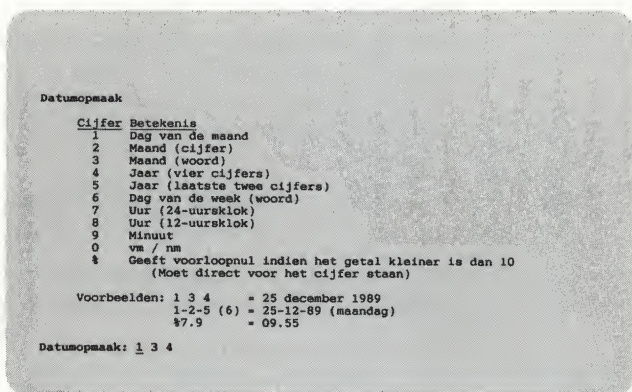 Datumopmaak
Cijfer Betekenis
1 Dag van de maand
2 Maand (cijfer)
3 Maand (woord)
4 Jaar (vier cijfers)
5 Jaar (laatste twee cijfers)
6 Dag van de week (woord)
7 Uur (24-uursklok)
8 Uur (12-uursklok)
9 Minuut
0 vm / nm
% Geeft voorloopnul indien het getal kleiner is dan 10
(Moet direct voor het cijfer staan)
Voorbeelden: 1 3 4 = 25 december 1989
1-2-5 (6) = 25-12-89 (maandag)
%7.9 = 09.55
Datumopmaak: 1 3 4